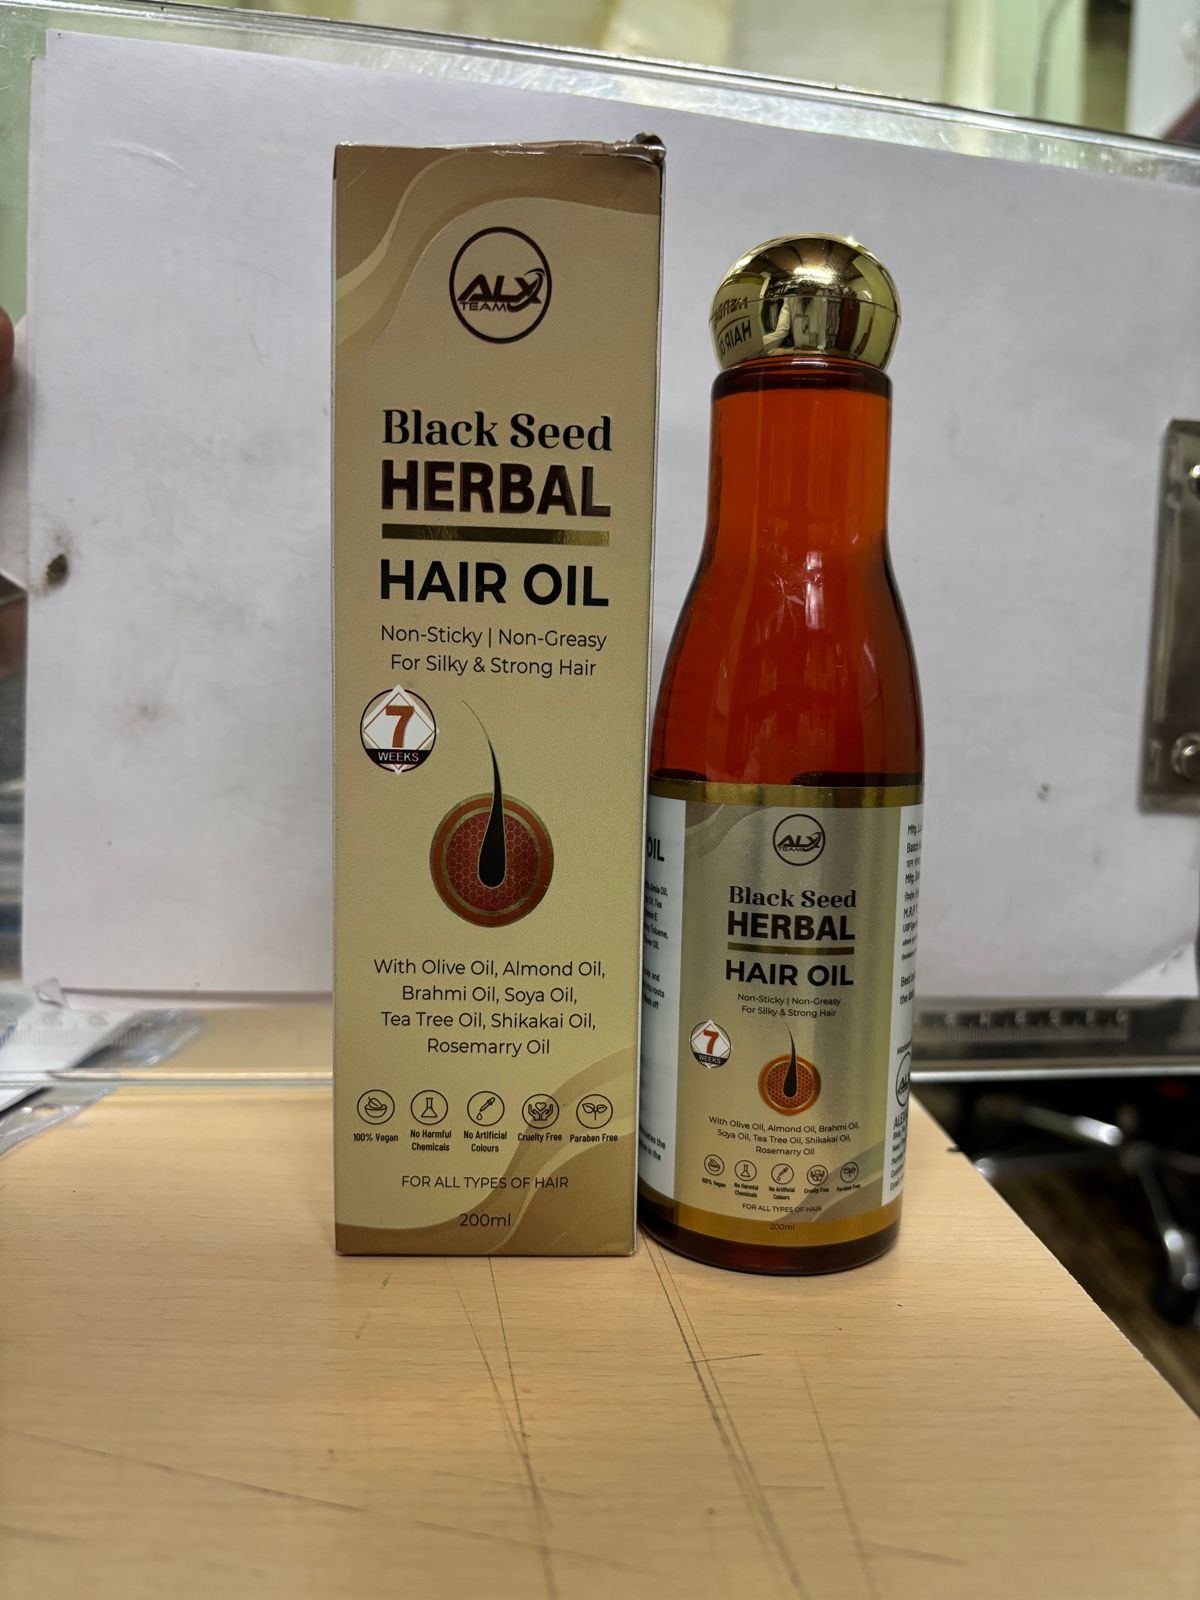 ALX
TEAM
Black Seed
HERBAL
HAIR OIL
Non-Sticky | Non-Greasy
For Silky & Strong Hair
7
WEEKS
With Olive Oil, Almond Oil,
Brahmi Oil, Soya Oil,
Tea Tree Oil, Shikakai Oil,
Rosemarry Oil
100% Vegan
No Harmful
Chemicals
No Artificial
Colours
Cruelty Free
Paraben Free
FOR ALL TYPES OF HAIR
200ml
ALX
TEAM
Black Seed
HERBAL
HAIR OIL
Non-Sticky | Non-Greasy
For Silky & Strong Hair
7
WEEKS
With Olive Oil, Almond Oil, Brahmi Oil,
Soya Oil, Tea Tree Oil, Shikakai Oil,
Rosemarry Oil
100% Vegan
No Harmful
Chemicals
No Artificial
Colours
Cruelty Free
Paraben Free
FOR ALL TYPES OF HAIR
200ml
OIL
Mfg.
Batch
Mfg.
M.R.P